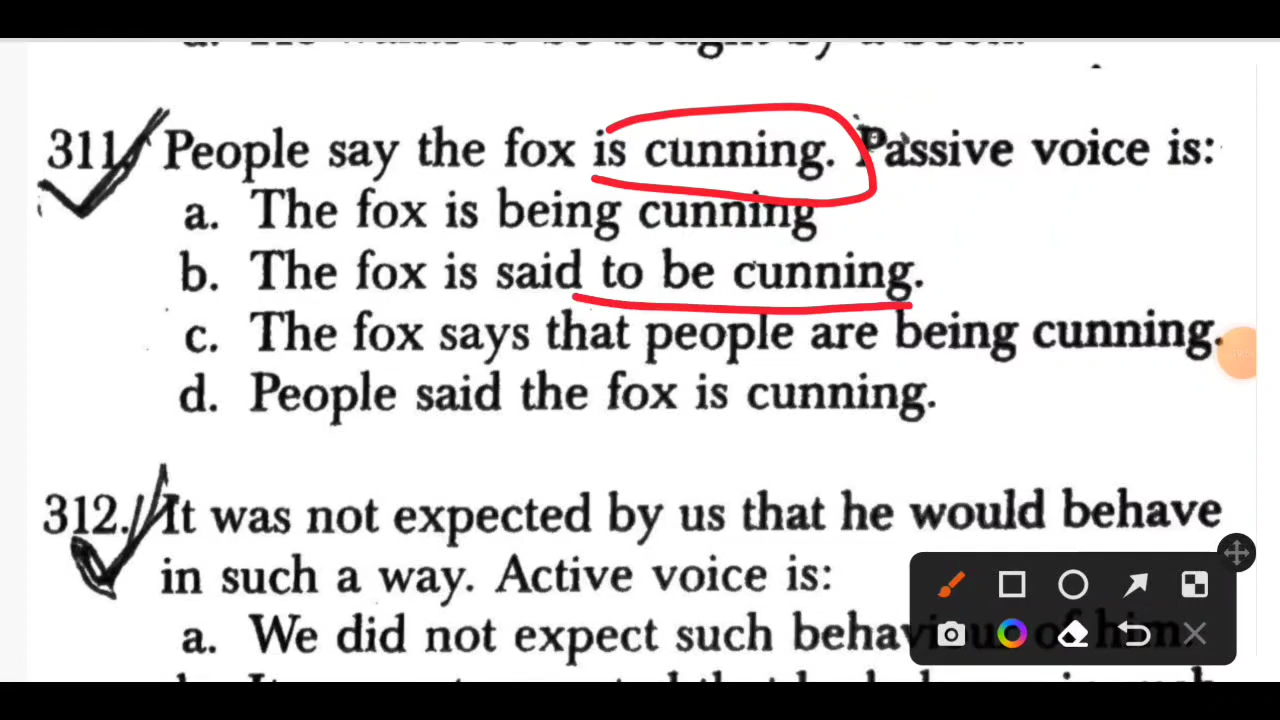 311. People say the fox is cunning. Passive voice is:
a. The fox is being cunning
b. The fox is said to be cunning.
c. The fox says that people are being cunning.
d. People said the fox is cunning.
312. It was not expected by us that he would behave
in such a way. Active voice is:
a. We did not expect such behaviour of him.